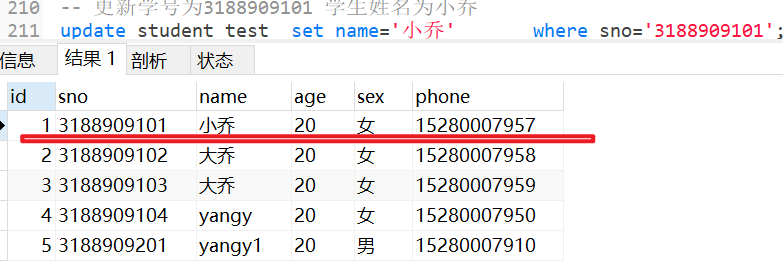 210 -- 更新学号为3188909101 学生姓名为小乔
211 update student test set name='小乔' where sno='3188909101';
信息 结果 1 剖析 状态
id sno name age sex phone
1 3188909101 小乔 20 女 15280007957
2 3188909102 大乔 20 女 15280007958
3 3188909103 大乔 20 女 15280007959
4 3188909104 yangy 20 女 15280007950
5 3188909201 yangy1 20 男 15280007910